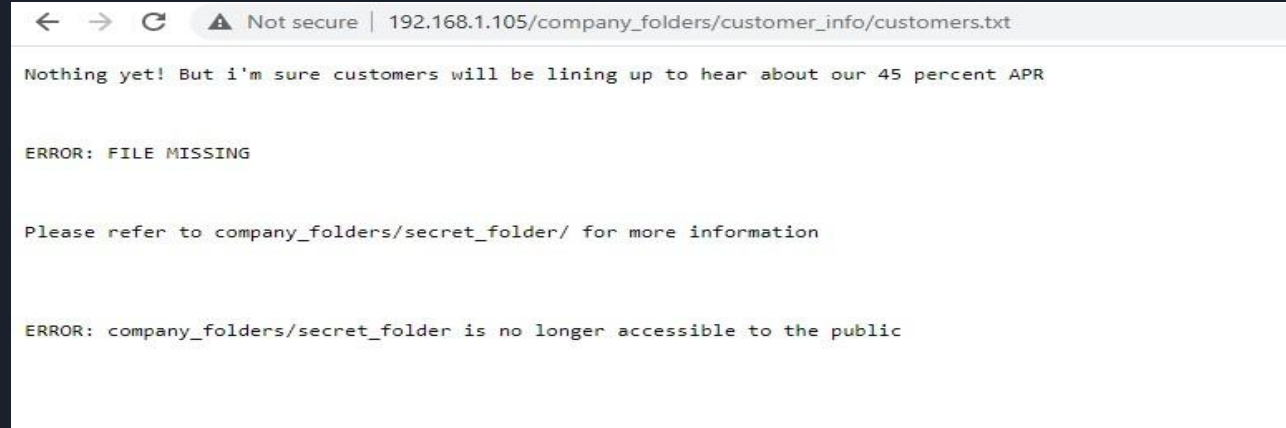 Not secure | 192.168.1.105/company_folders/customer_info/customers.txt
Nothing yet! But i'm sure customers will be lining up to hear about our 45 percent APR
ERROR: FILE MISSING
Please refer to company_folders/secret_folder/ for more information
ERROR: company_folders/secret_folder is no longer accessible to the public